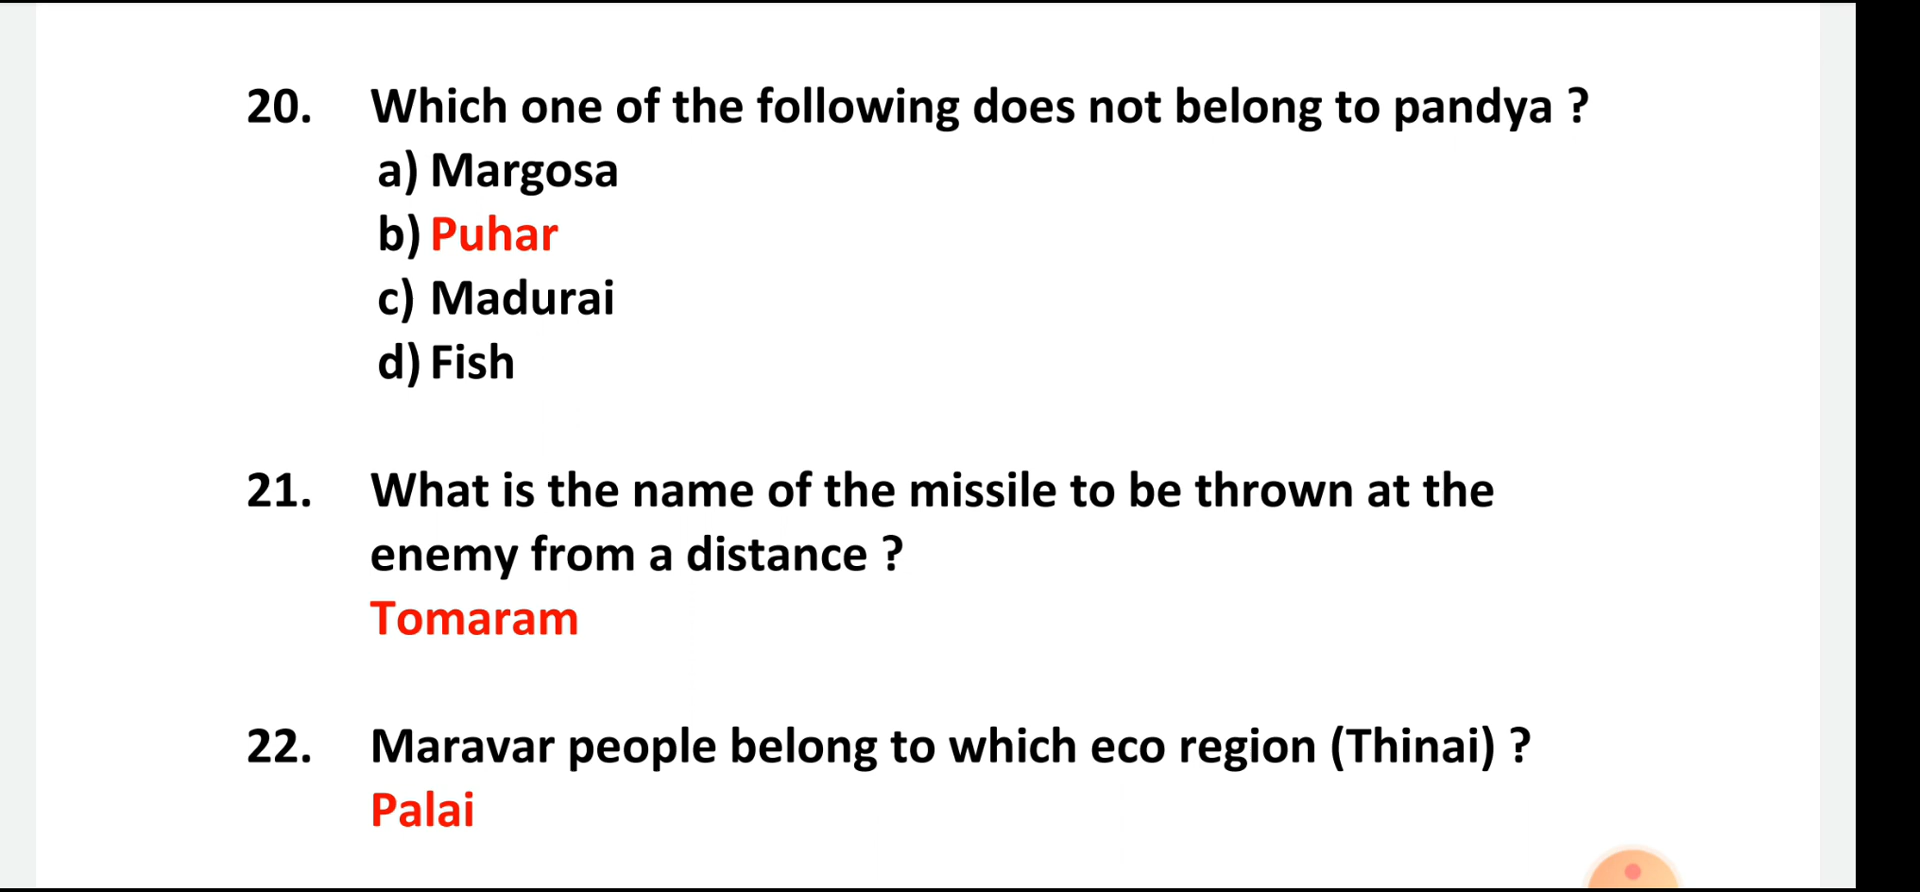 20. Which one of the following does not belong to pandya ?
a) Margosa
b) Puhar
c) Madurai
d) Fish
21. What is the name of the missile to be thrown at the
enemy from a distance ?
Tomaram
22. Maravar people belong to which eco region (Thinai) ?
Palai